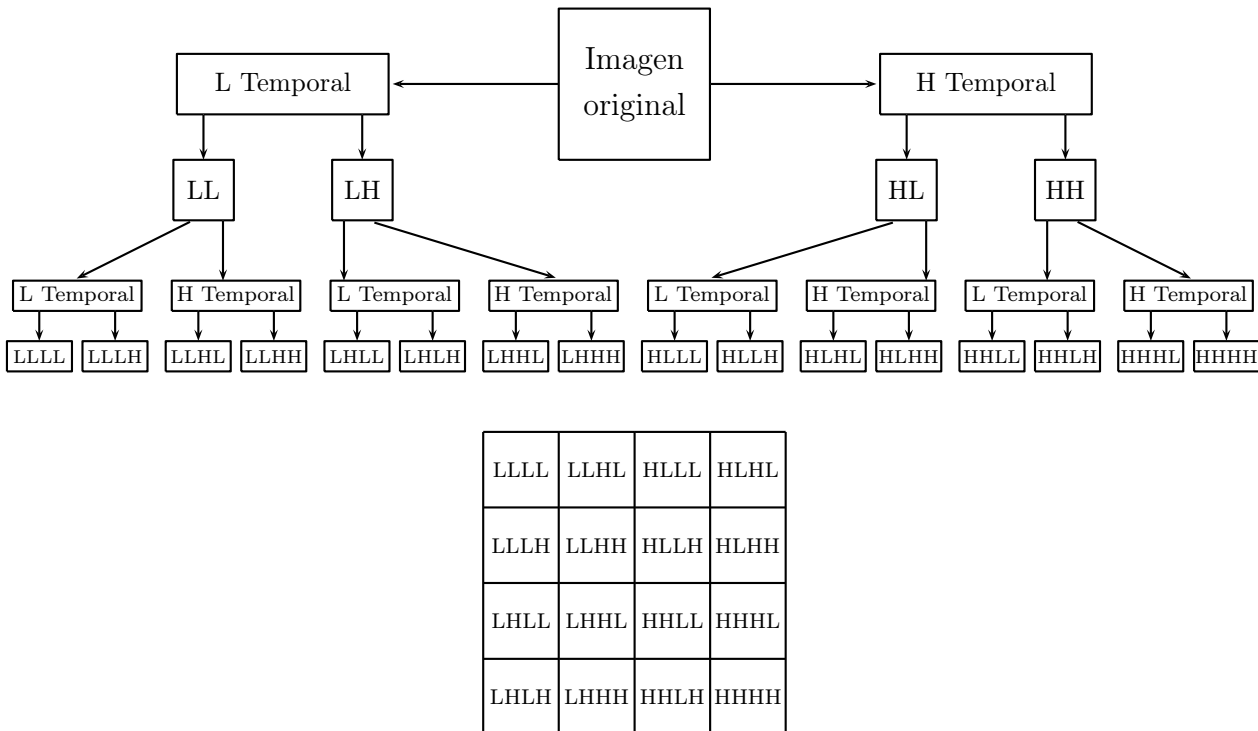 Imagen
original
L Temporal
H Temporal
LL
LH
HL
HH
L Temporal
H Temporal
L Temporal
H Temporal
L Temporal
H Temporal
L Temporal
H Temporal
LLLL
LLLH
LLHL
LLHH
LHLL
LHLH
LHHL
LHHH
HLLL
HLLH
HLHL
HLHH
HHLL
HHLH
HHHL
HHHH
LLLL LLHL HLLL HLHL
LLLH LLHH HLLH HLHH
LHLL LHHL HHLL HHHL
LHLH LHHH HHLH HHHH